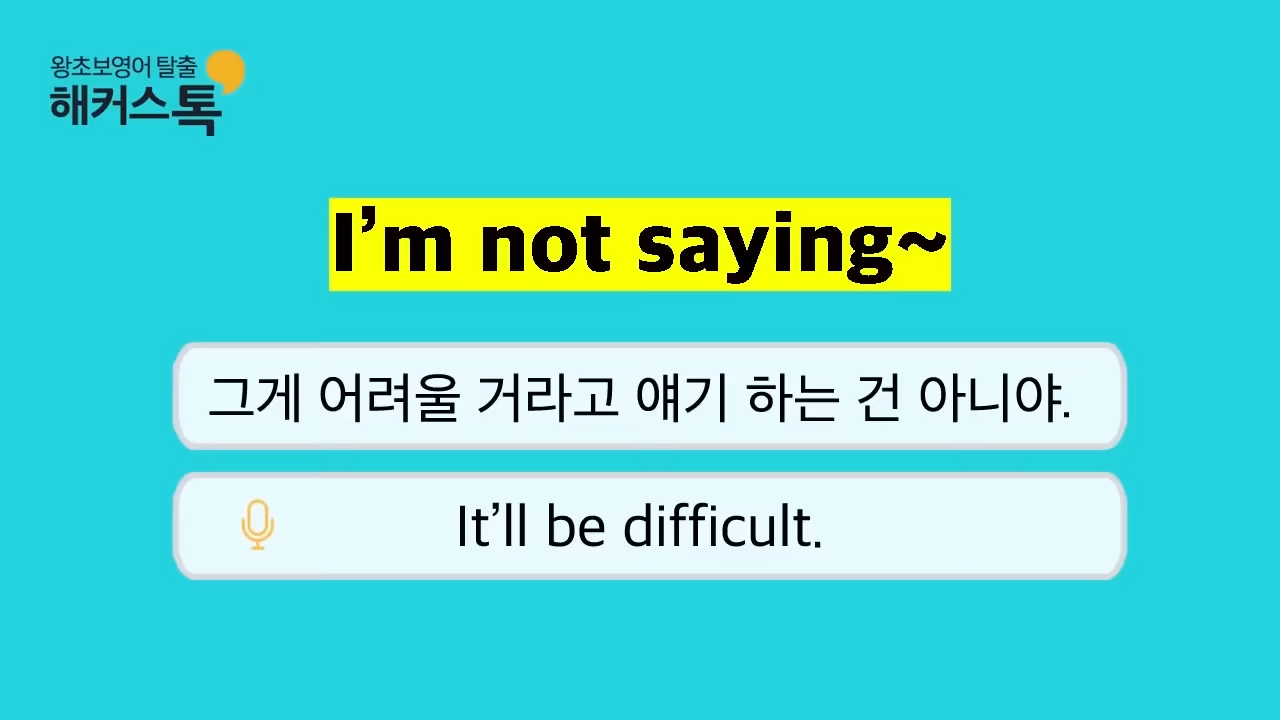 왕초보영어 탈출
해커스톡
I’m not saying~
그게 어려울 거라고 얘기 하는 건 아니야.
It’ll be difficult.